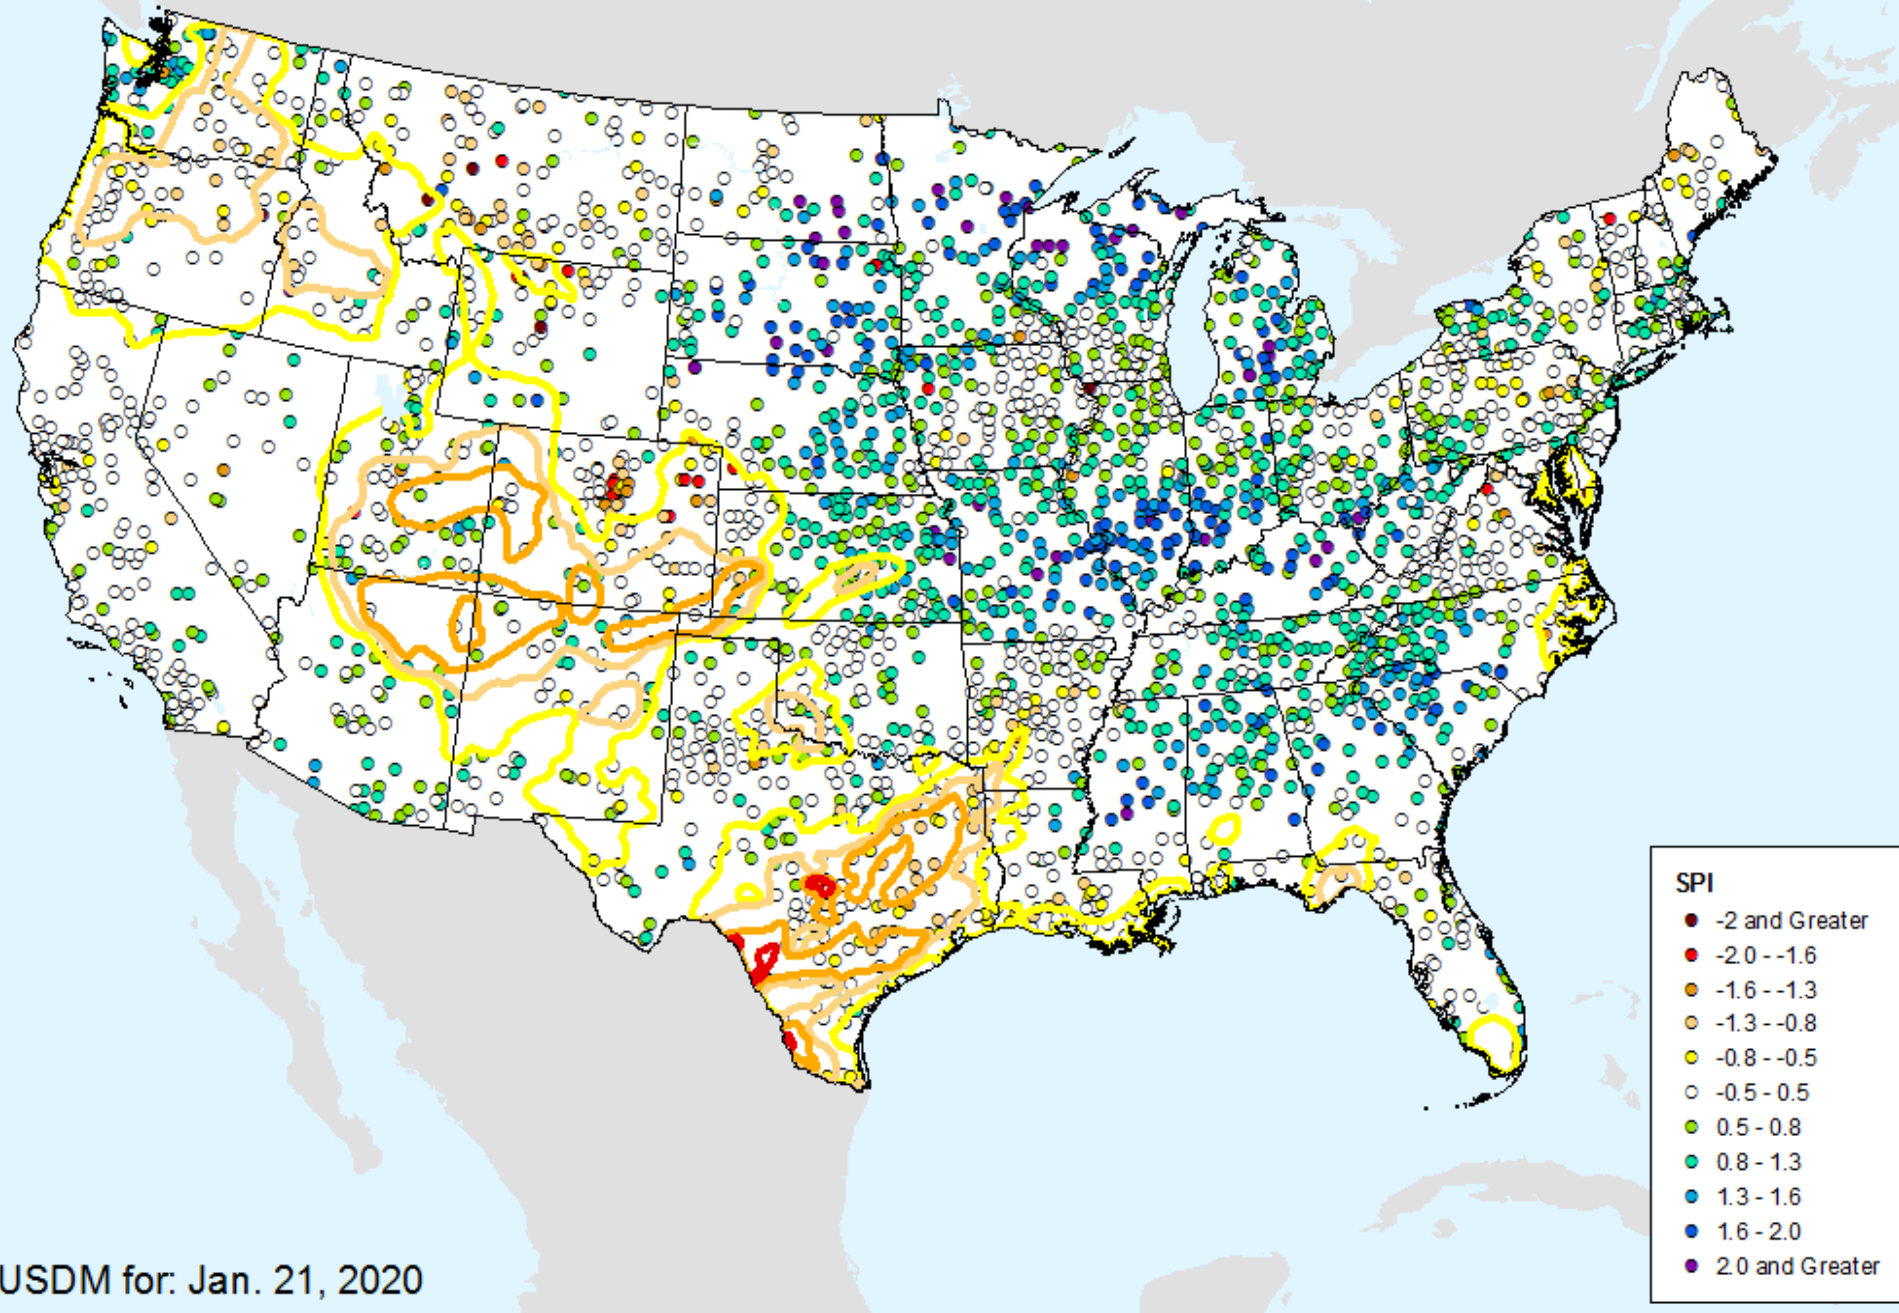 SPI
-2 and Greater
-2.0 - -1.6
-1.6 - -1.3
-1.3 - -0.8
-0.8 - -0.5
-0.5 - 0.5
0.5 - 0.8
0.8 - 1.3
1.3 - 1.6
1.6 - 2.0
2.0 and Greater
USDM for: Jan. 21, 2020